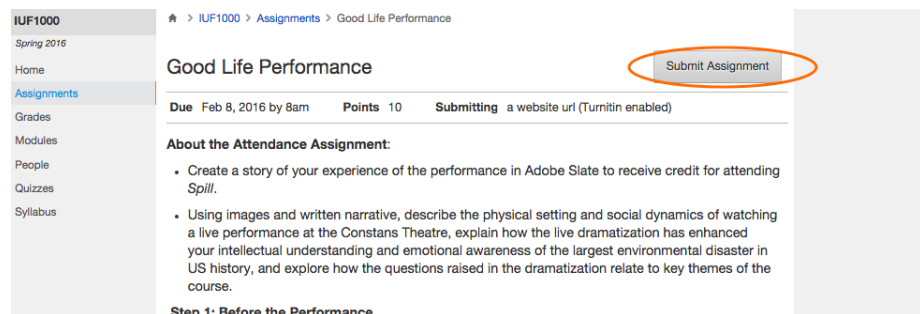 IUF1000
Spring 2016
Home
Assignments
Grades
Modules
People
Quizzes
Syllabus
> IUF1000 > Assignments > Good Life Performance
Good Life Performance
Submit Assignment
Due Feb 8, 2016 by 8am Points 10 Submitting a website url (Turnitin enabled)
About the Attendance Assignment:
• Create a story of your experience of the performance in Adobe Slate to receive credit for attending
Spill.
• Using images and written narrative, describe the physical setting and social dynamics of watching
a live performance at the Constans Theatre, explain how the live dramatization has enhanced
your intellectual understanding and emotional awareness of the largest environmental disaster in
US history, and explore how the questions raised in the dramatization relate to key themes of the
course.
Step 1: Before the Performance